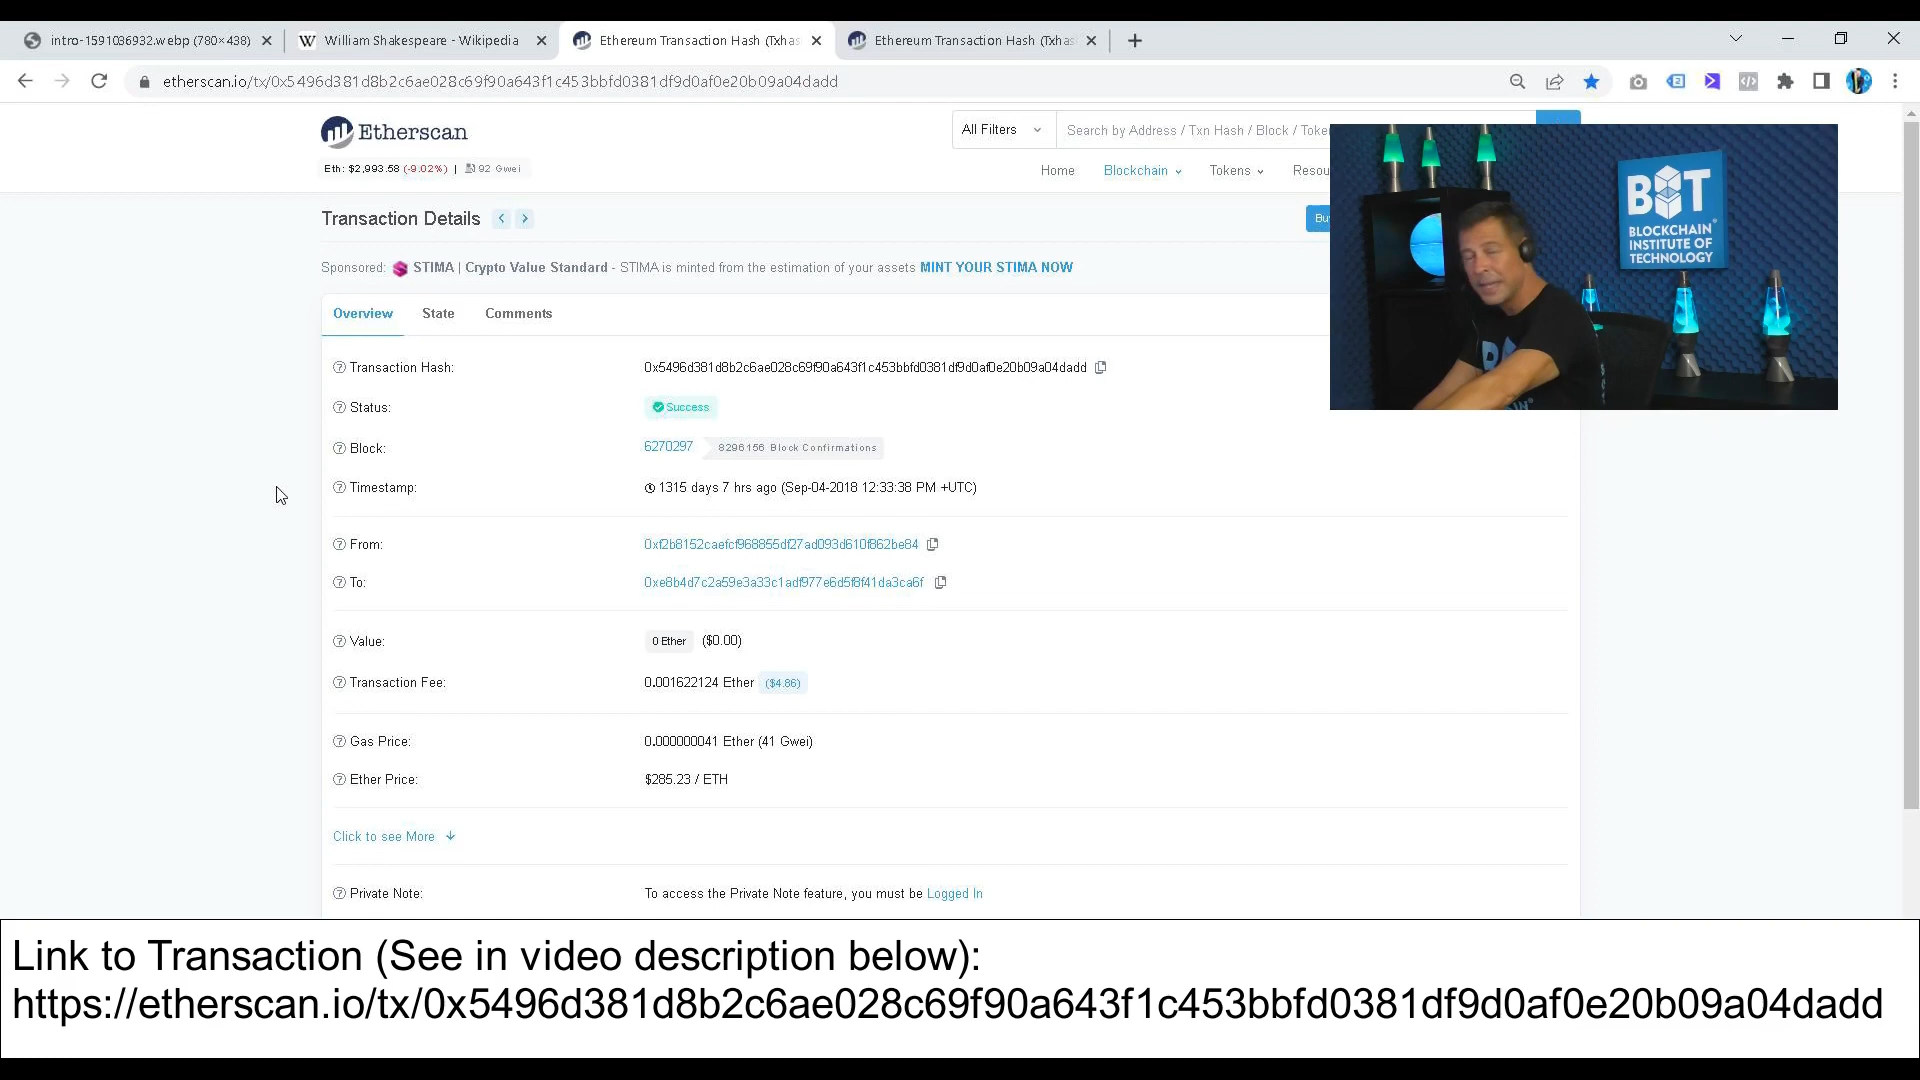 intro-1591036932.webp (780×438)
William Shakespeare - Wikipedia
Ethereum Transaction Hash (Txhas
Ethereum Transaction Hash (Txhas
etherscan.io/tx/0x5496d381d8b2c6ae028c69f90a643f1c453bbfd0381df9d0af0e20b09a04dadd
Etherscan
All Filters
Search by Address / Txn Hash / Block / Toke
Eth: $2,993.58 (-9.02%) | 92 Gwei
Home Blockchain Tokens Resou
Transaction Details
Bu
Sponsored: STIMA | Crypto Value Standard - STIMA is minted from the estimation of your assets MINT YOUR STIMA NOW
BIT
BLOCKCHAIN
INSTITUTE OF
TECHNOLOGY
Overview State Comments
Transaction Hash: 0x5496d381d8b2c6ae028c69f90a643f1c453bbfd0381df9d0af0e20b09a04dadd
Status: Success
Block: 6270297 8296156 Block Confirmations
Timestamp: 1315 days 7 hrs ago (Sep-04-2018 12:33:38 PM +UTC)
From: 0xf2b8152caefcf968855df27ad093d610f862be84
To: 0xe8b4d7c2a59e3a33c1adf977e6d5f8f41da3ca6f
Value: 0 Ether ($0.00)
Transaction Fee: 0.001622124 Ether ($4.86)
Gas Price: 0.000000041 Ether (41 Gwei)
Ether Price: $285.23 / ETH
Click to see More
Private Note: To access the Private Note feature, you must be Logged In
Link to Transaction (See in video description below):
https://etherscan.io/tx/0x5496d381d8b2c6ae028c69f90a643f1c453bbfd0381df9d0af0e20b09a04dadd